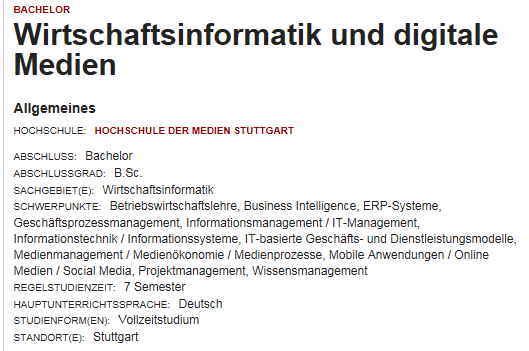 BACHELOR
Wirtschaftsinformatik und digitale
Medien
Allgemeines
HOCHSCHULE: HOCHSCHULE DER MEDIEN STUTTGART
ABSCHLUSS: Bachelor
ABSCHLUSSGRAD: B.Sc.
SACHGEBIET(E): Wirtschaftsinformatik
SCHWERPUNKTE: Betriebswirtschaftslehre, Business Intelligence, ERP-Systeme,
Geschäftsprozessmanagement, Informationsmanagement / IT-Management,
Informationstechnik / Informationssysteme, IT-basierte Geschäfts- und Dienstleistungsmodelle,
Medienmanagement / Medienökonomie / Medienprozesse, Mobile Anwendungen / Online
Medien / Social Media, Projektmanagement, Wissensmanagement
REGELSTUDIENZEIT: 7 Semester
HAUPTUNTERRICHTSSPRACHE: Deutsch
STUDIENFORM(EN): Vollzeitstudium
STANDORT(E): Stuttgart